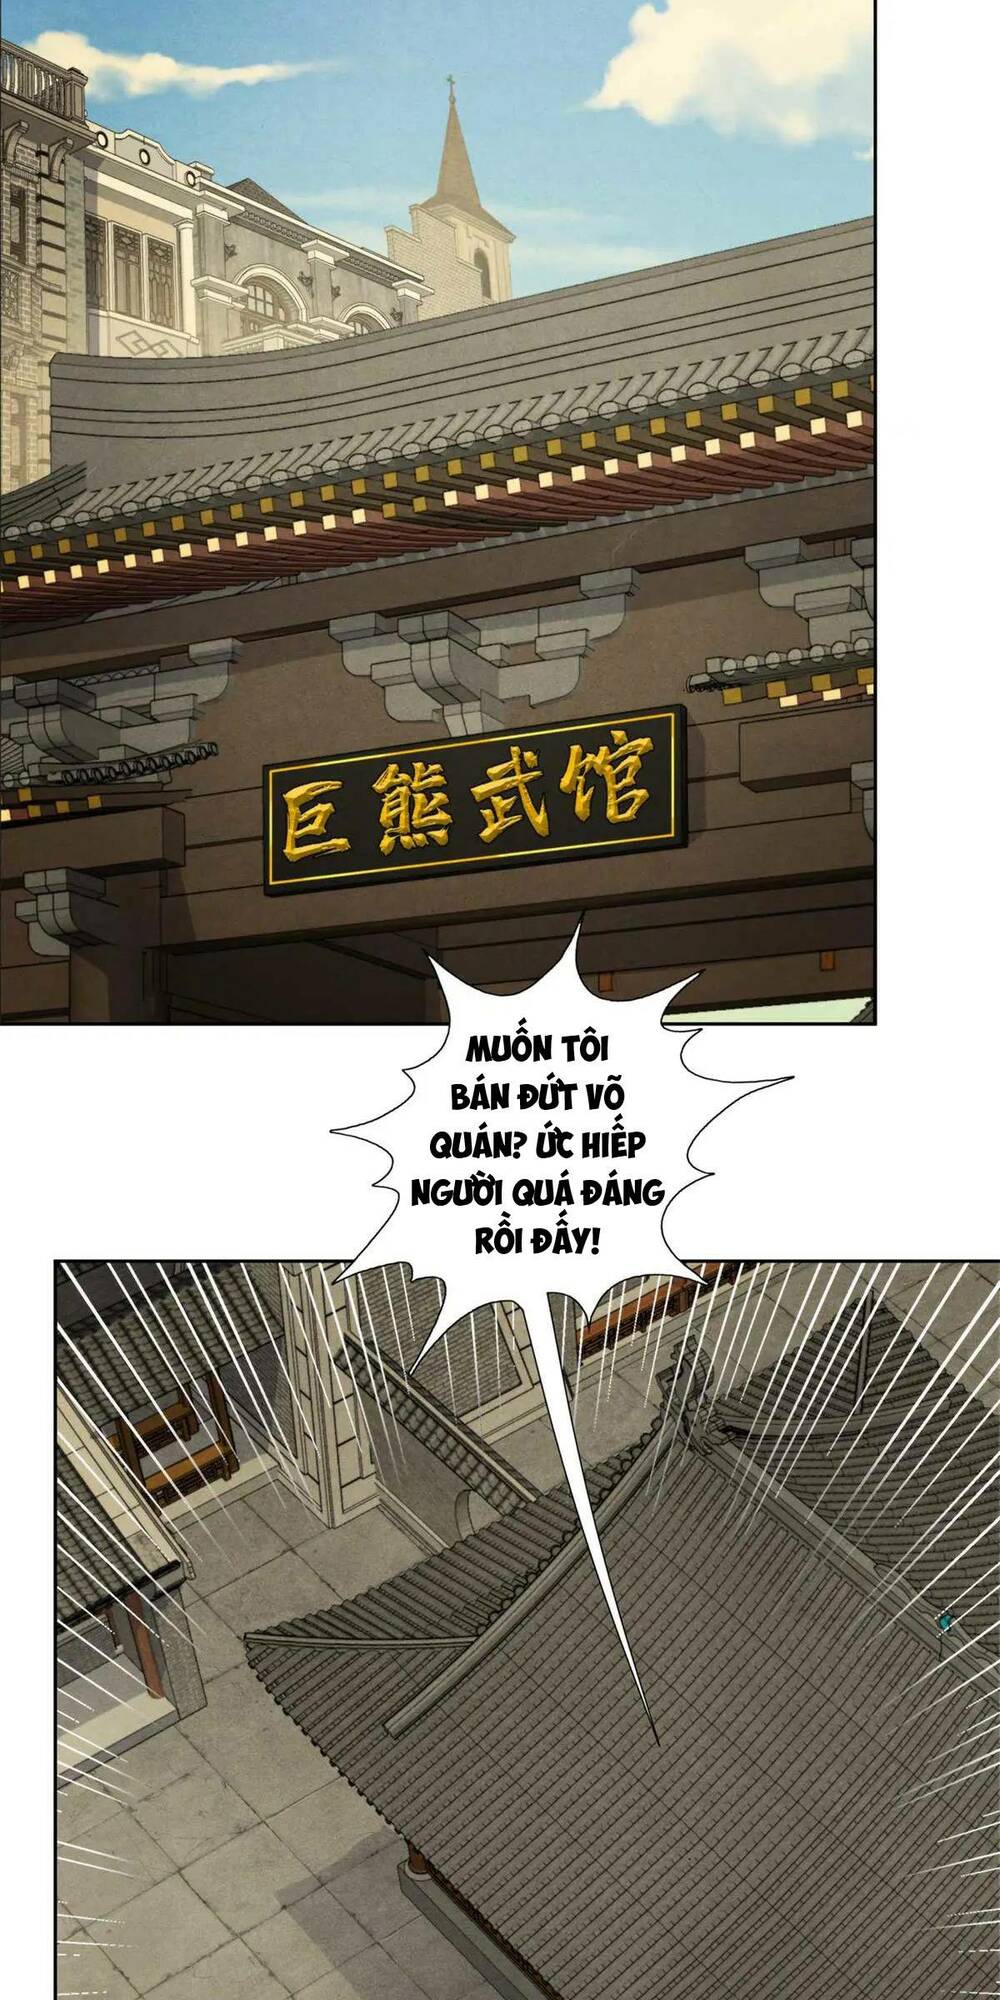 巨熊武馆
MUỐN TÔI
BÁN ĐỨT VÕ
QUÁN? ỨC HIẾP
NGƯỜI QUÁ ĐÁNG
RỒI ĐẤY!